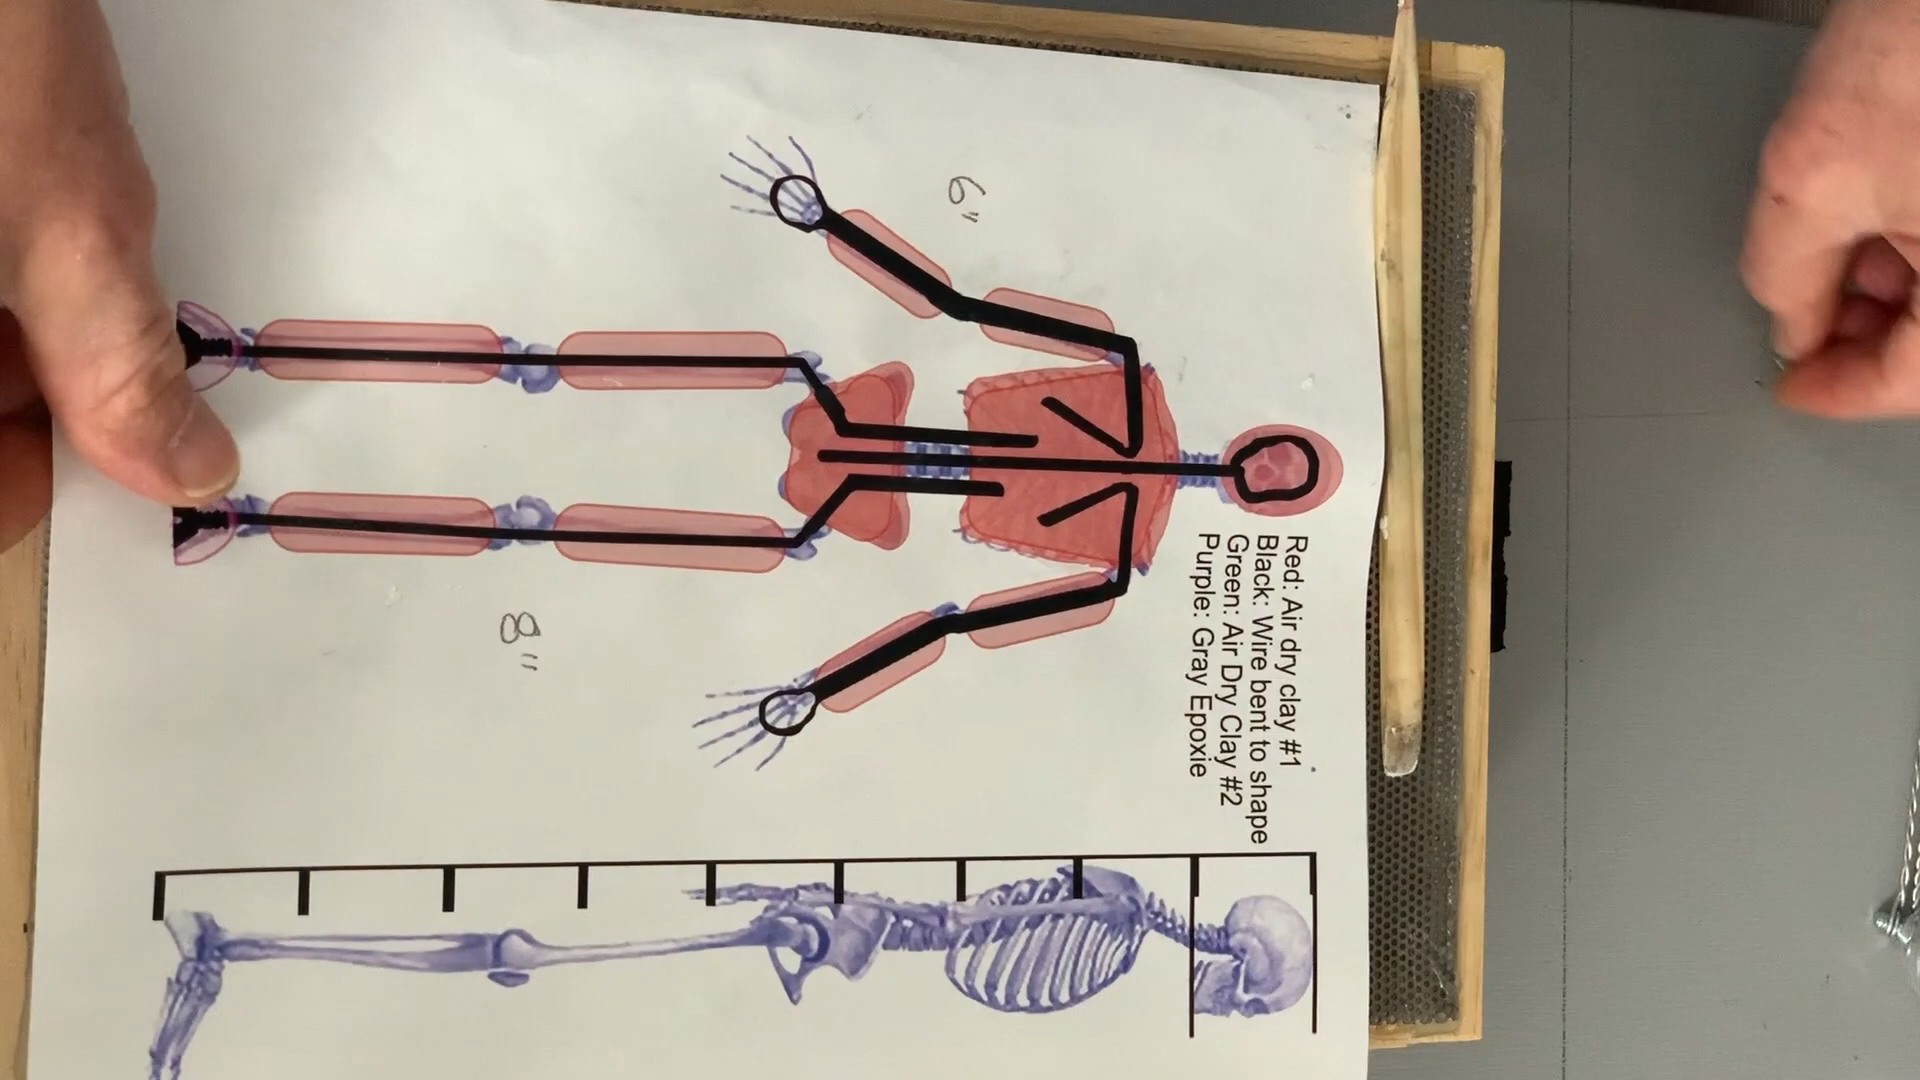 6"
Red: Air dry clay #1
Black: Wire bent to shape
Green: Air Dry Clay #2
Purple: Gray Epoxie
8"